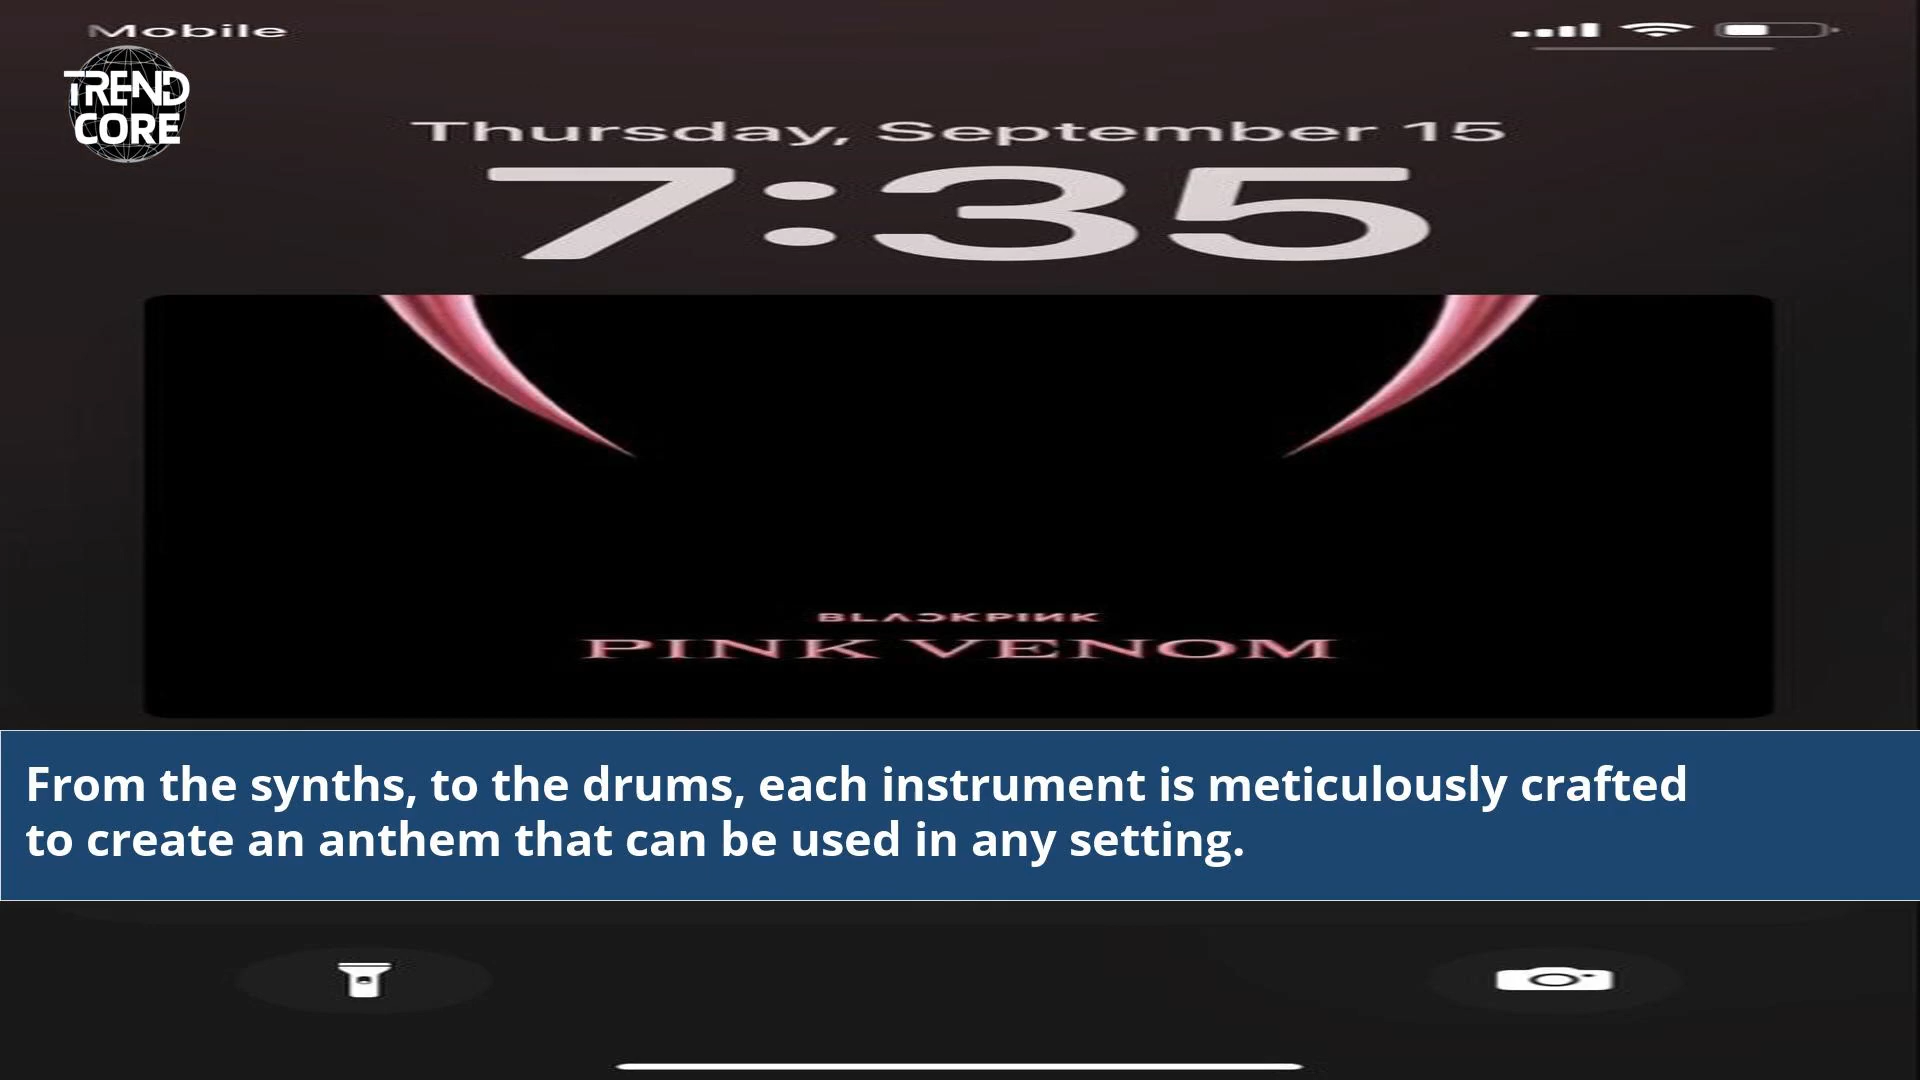 Mobile
TREND
CORE
Thursday, September 15
7:35
BLɅƆKPIИK
PINK VENOM
From the synths, to the drums, each instrument is meticulously crafted
to create an anthem that can be used in any setting.